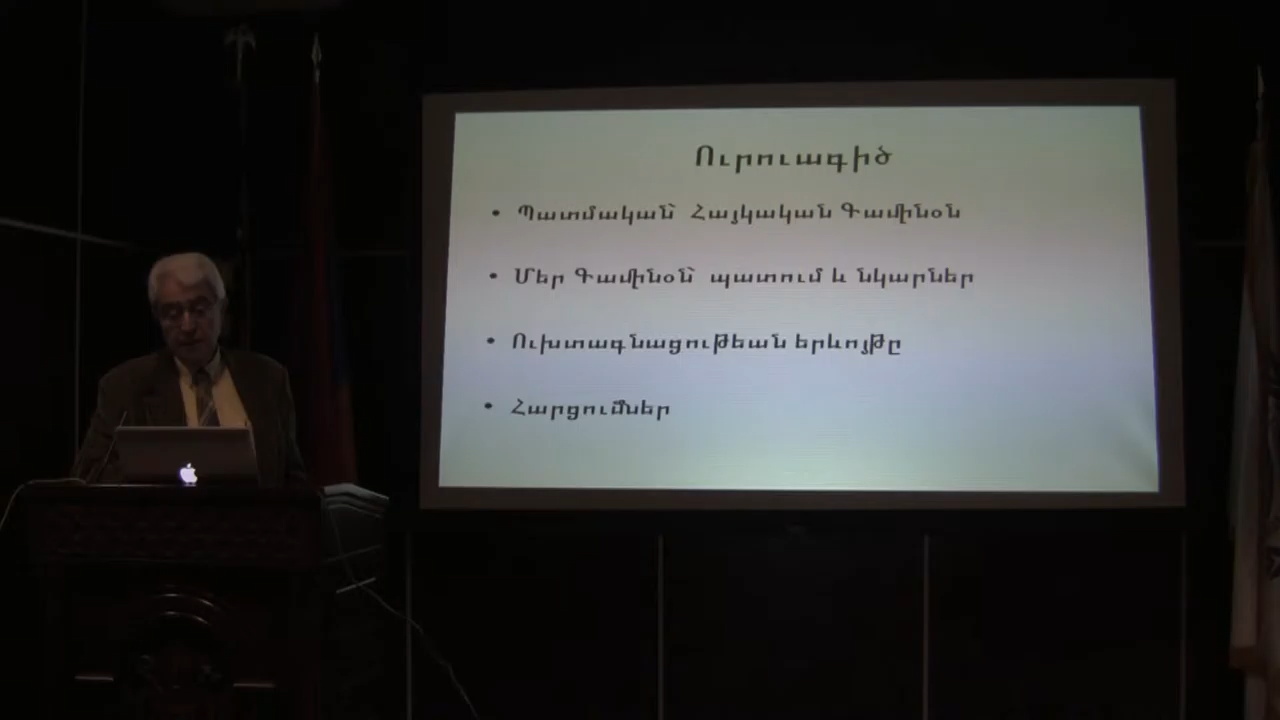 Ուրուագիծ
• Պատմական՝ Հայկական Գամինօն
• Մեր Գամինօն՝ պատում և նկարներ
• Ուխտագնացութեան երևոյթը
• Հարցումներ